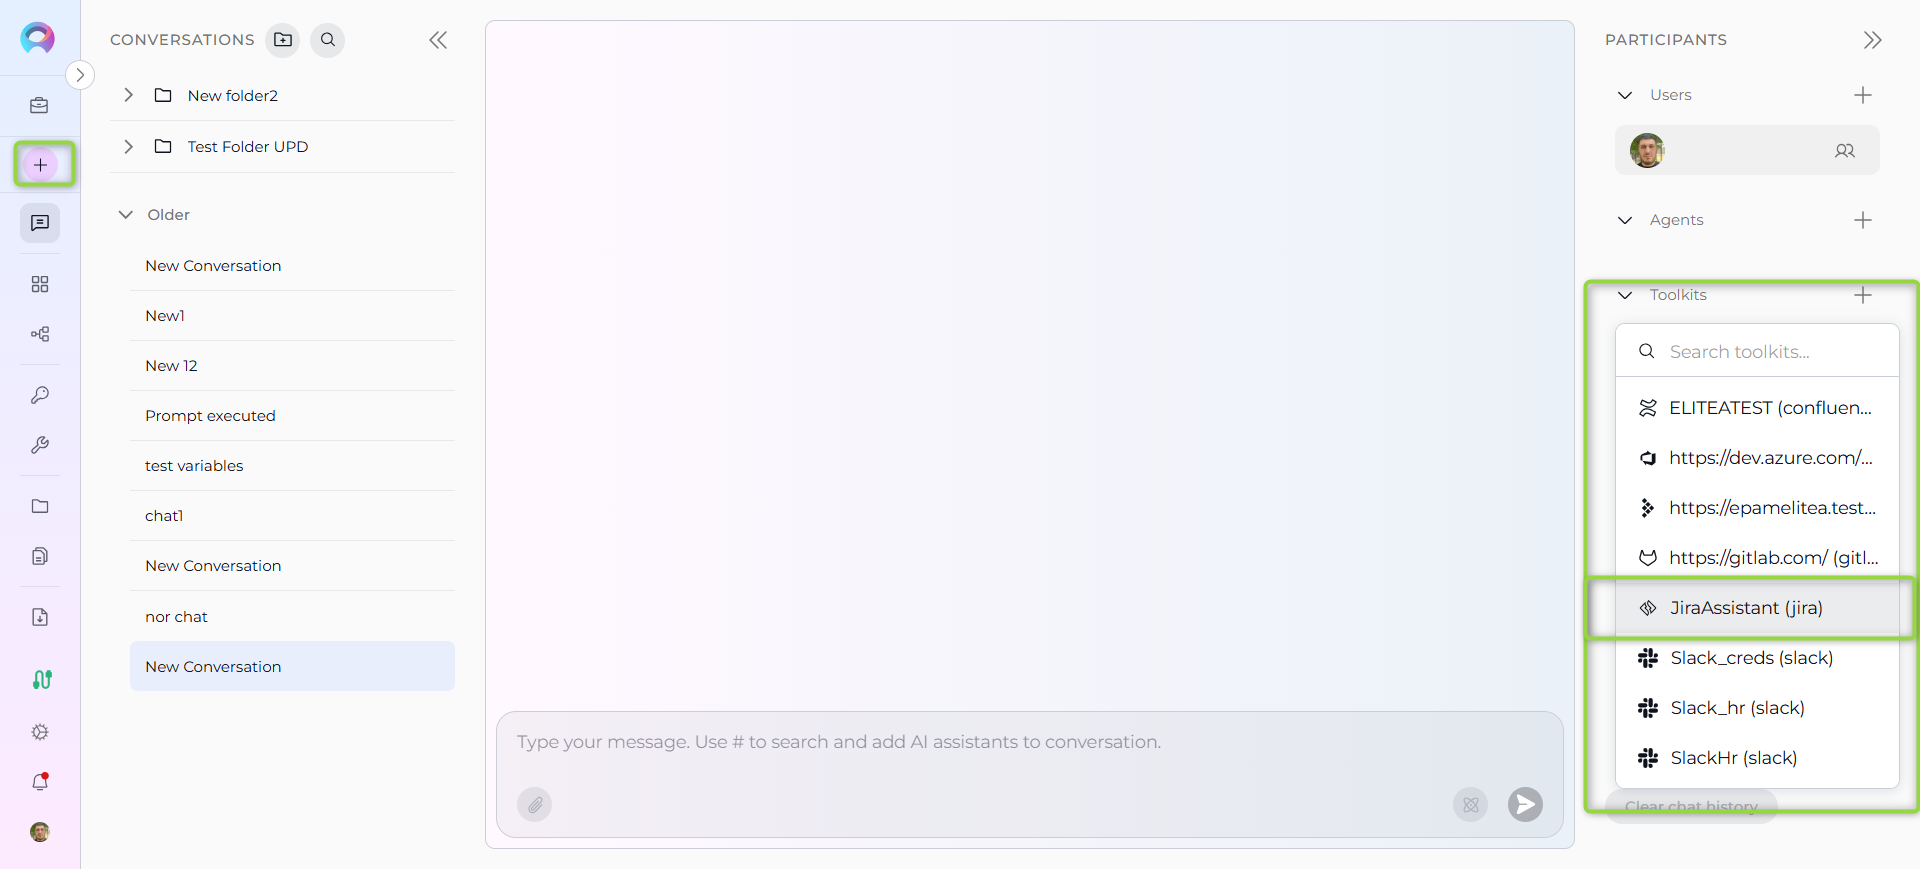 CONVERSATIONS
New folder2
Test Folder UPD
Older
New Conversation
New1
New 12
Prompt executed
test variables
chat1
New Conversation
nor chat
New Conversation
Type your message. Use # to search and add AI assistants to conversation.
PARTICIPANTS
Users
Agents
Toolkits
Search toolkits...
ELITEATEST (confluen...
https://dev.azure.com/...
https://epamelitea.test...
https://gitlab.com/ (gitl...
JiraAssistant (jira)
Slack_creds (slack)
Slack_hr (slack)
SlackHr (slack)
Clear chat history